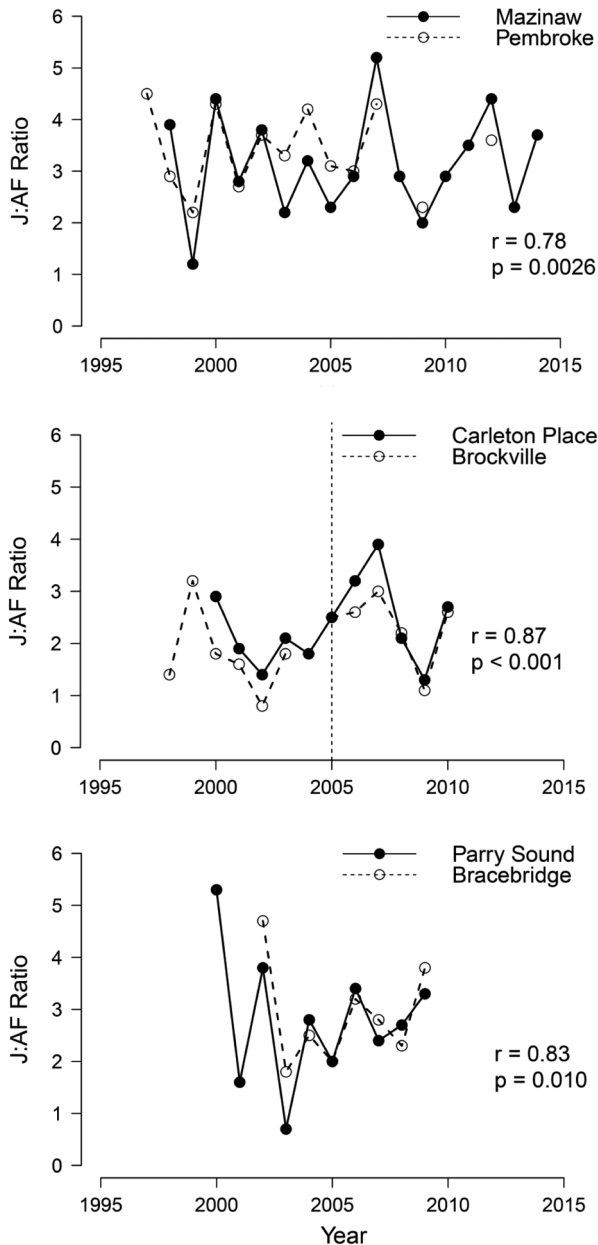 Mazinaw
Pembroke
6
5
4
3
2
1
0
J:AF Ratio
r = 0.78
p = 0.0026
1995 2000 2005 2010 2015
Carleton Place
Brockville
6
5
4
3
2
1
0
J:AF Ratio
r = 0.87
p < 0.001
1995 2000 2005 2010 2015
Parry Sound
Bracebridge
6
5
4
3
2
1
0
J:AF Ratio
r = 0.83
p = 0.010
1995 2000 2005 2010 2015
Year